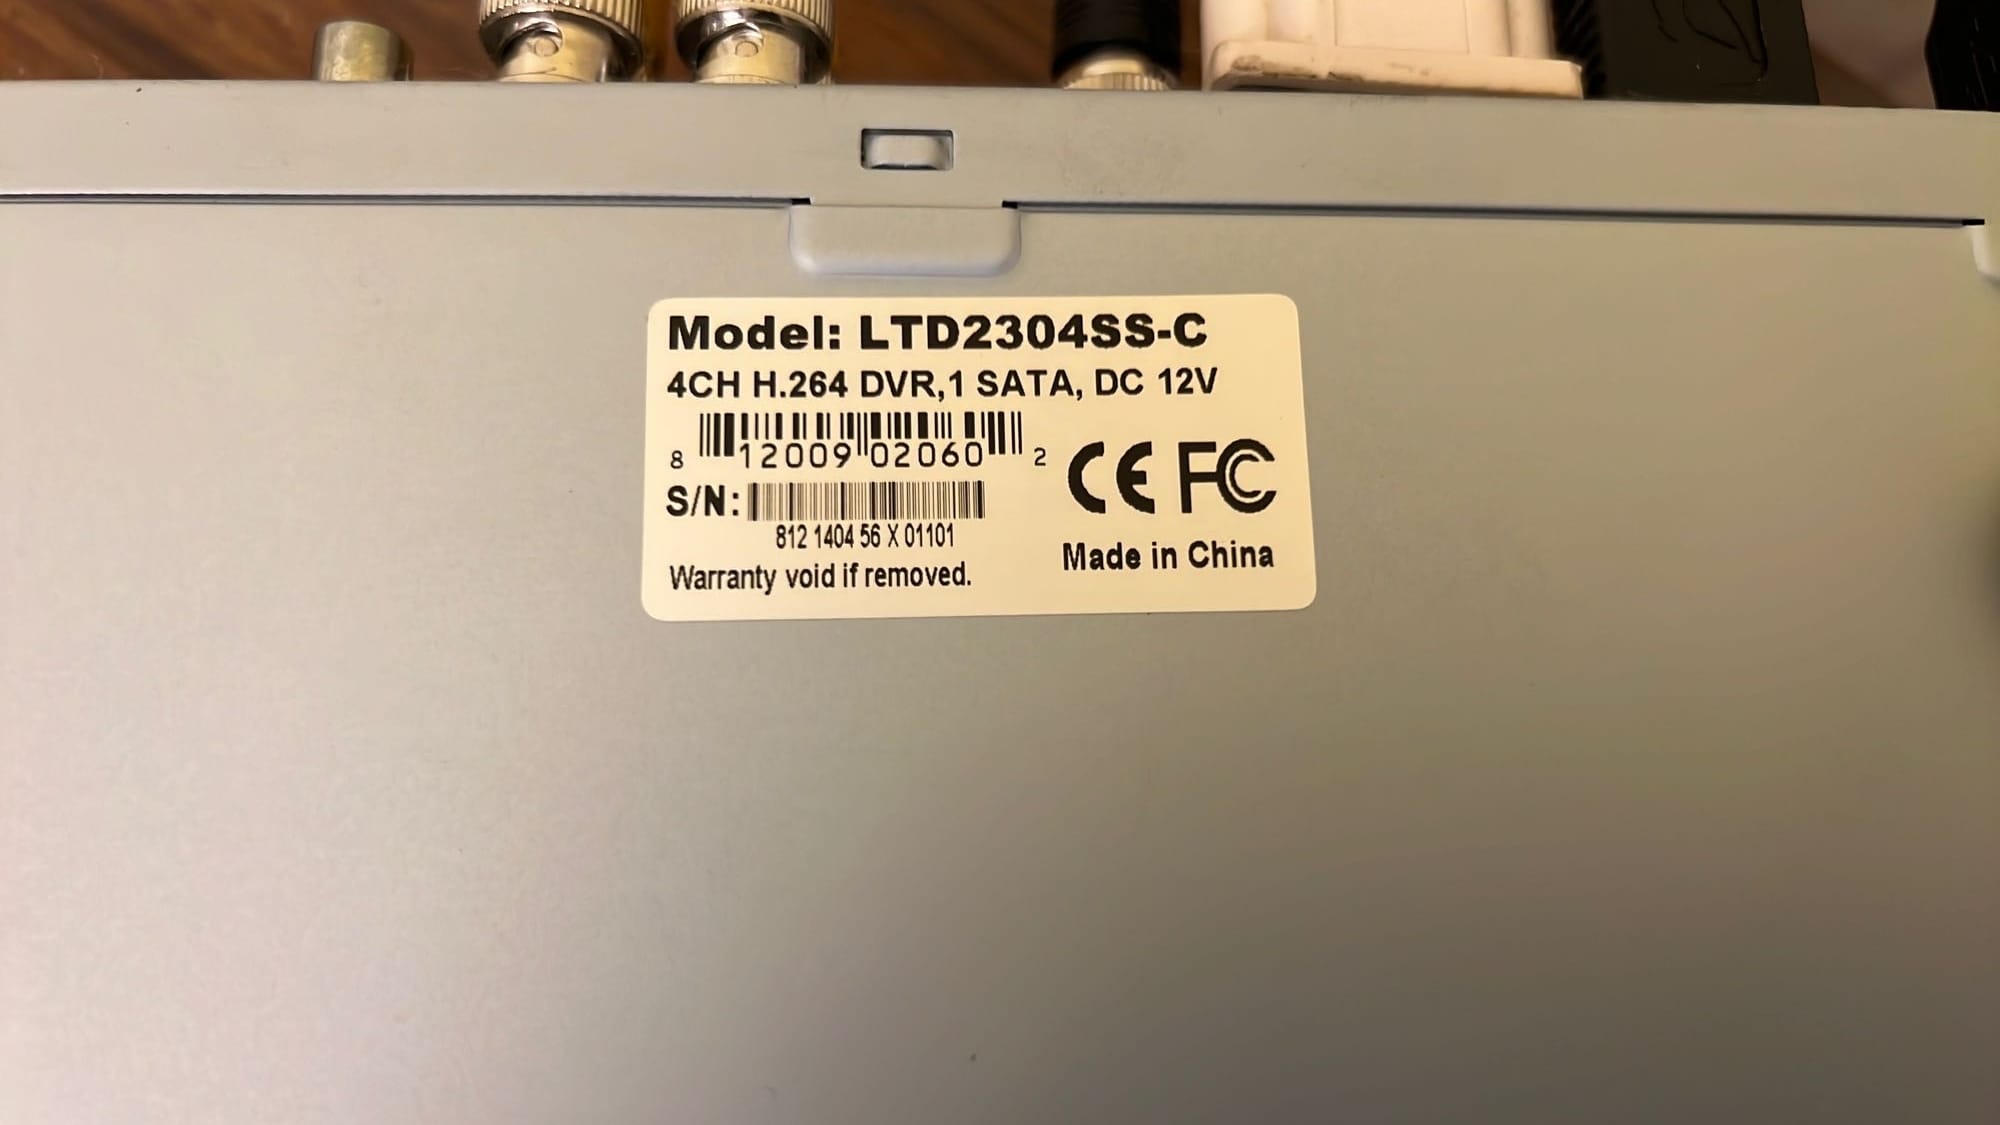 Model: LTD2304SS-C
4CH H.264 DVR,1 SATA, DC 12V
8 12009 02060 2
S/N:
812 1404 56 X 01101
Warranty void if removed.
CE FC
Made in China